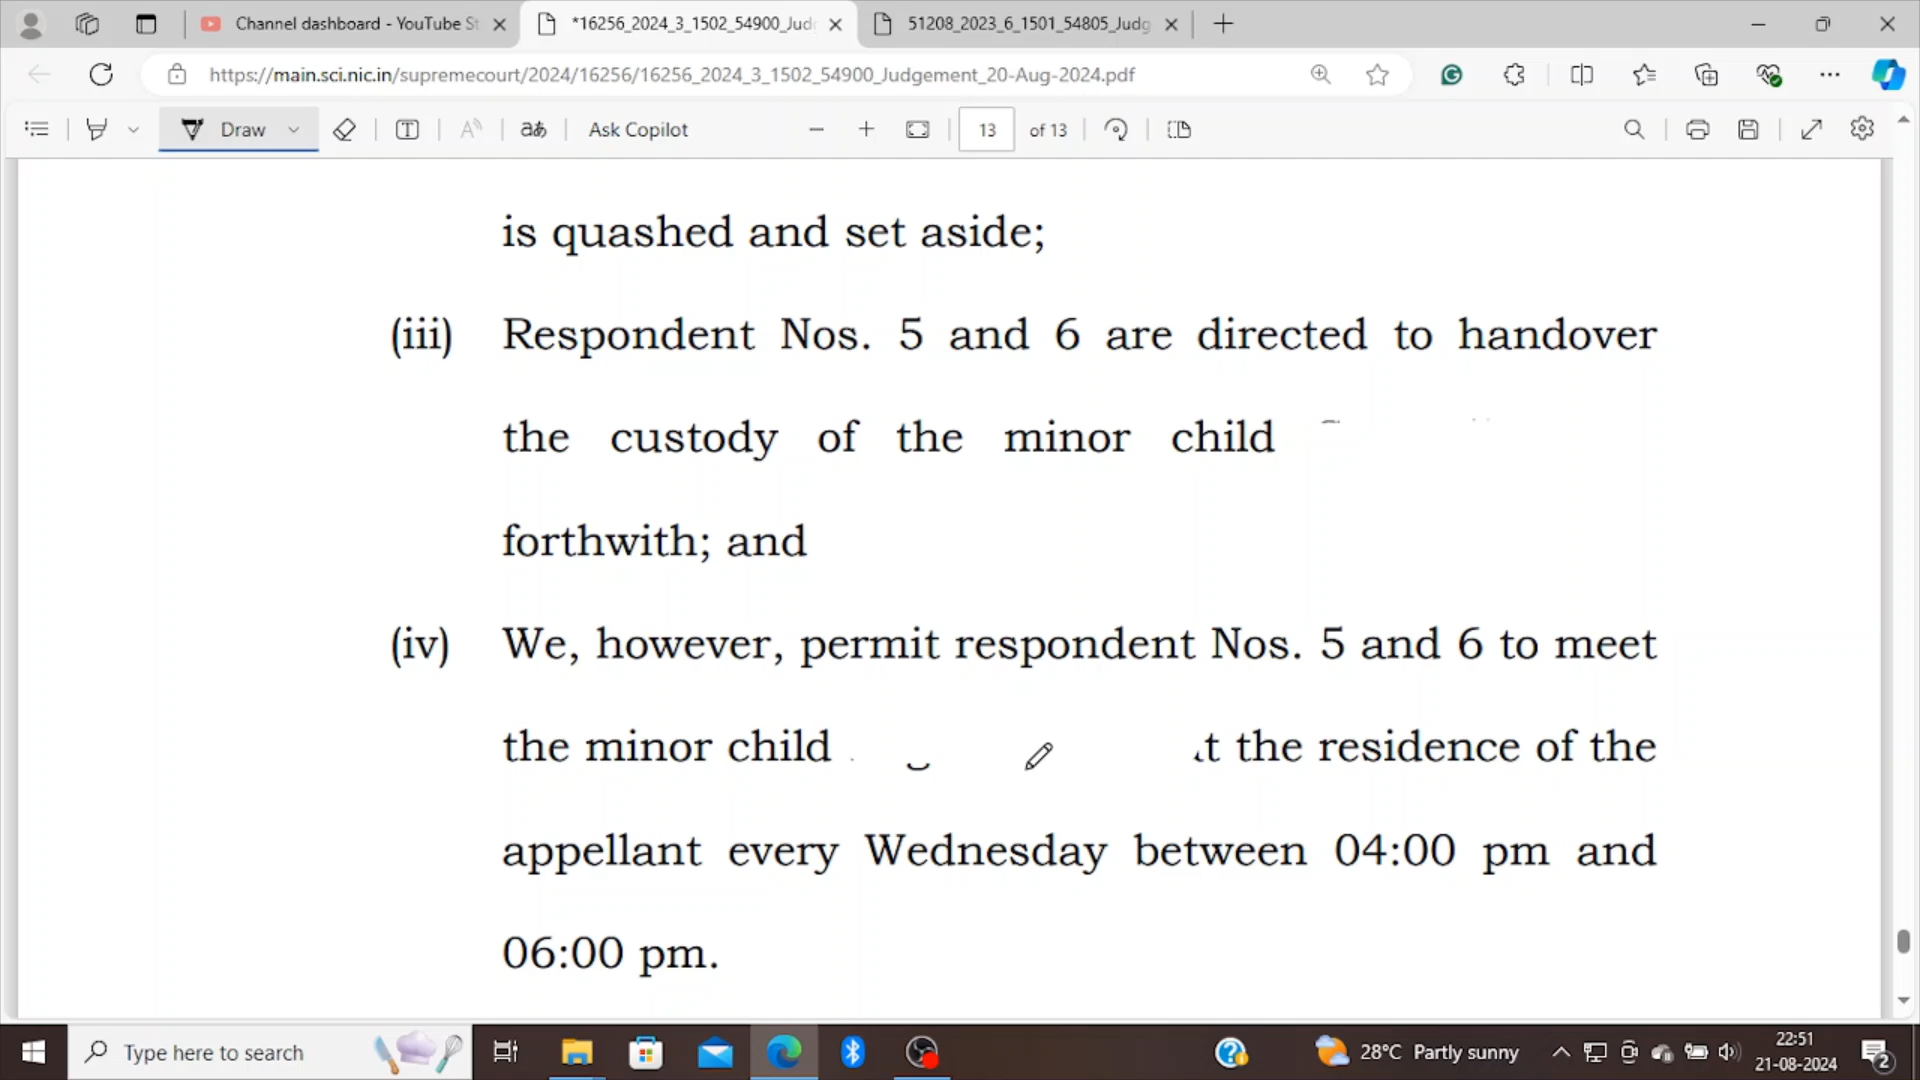 Channel dashboard - YouTube St
*16256_2024_3_1502_54900_Jud
51208_2023_6_1501_54805_Judg
https://main.sci.nic.in/supremecourt/2024/16256/16256_2024_3_1502_54900_Judgement_20-Aug-2024.pdf
Draw
Ask Copilot
13 of 13
is quashed and set aside;
(iii) Respondent Nos. 5 and 6 are directed to handover
the custody of the minor child
forthwith; and
(iv) We, however, permit respondent Nos. 5 and 6 to meet
the minor child t the residence of the
appellant every Wednesday between 04:00 pm and
06:00 pm.
Type here to search
28°C Partly sunny
22:51
21-08-2024
2